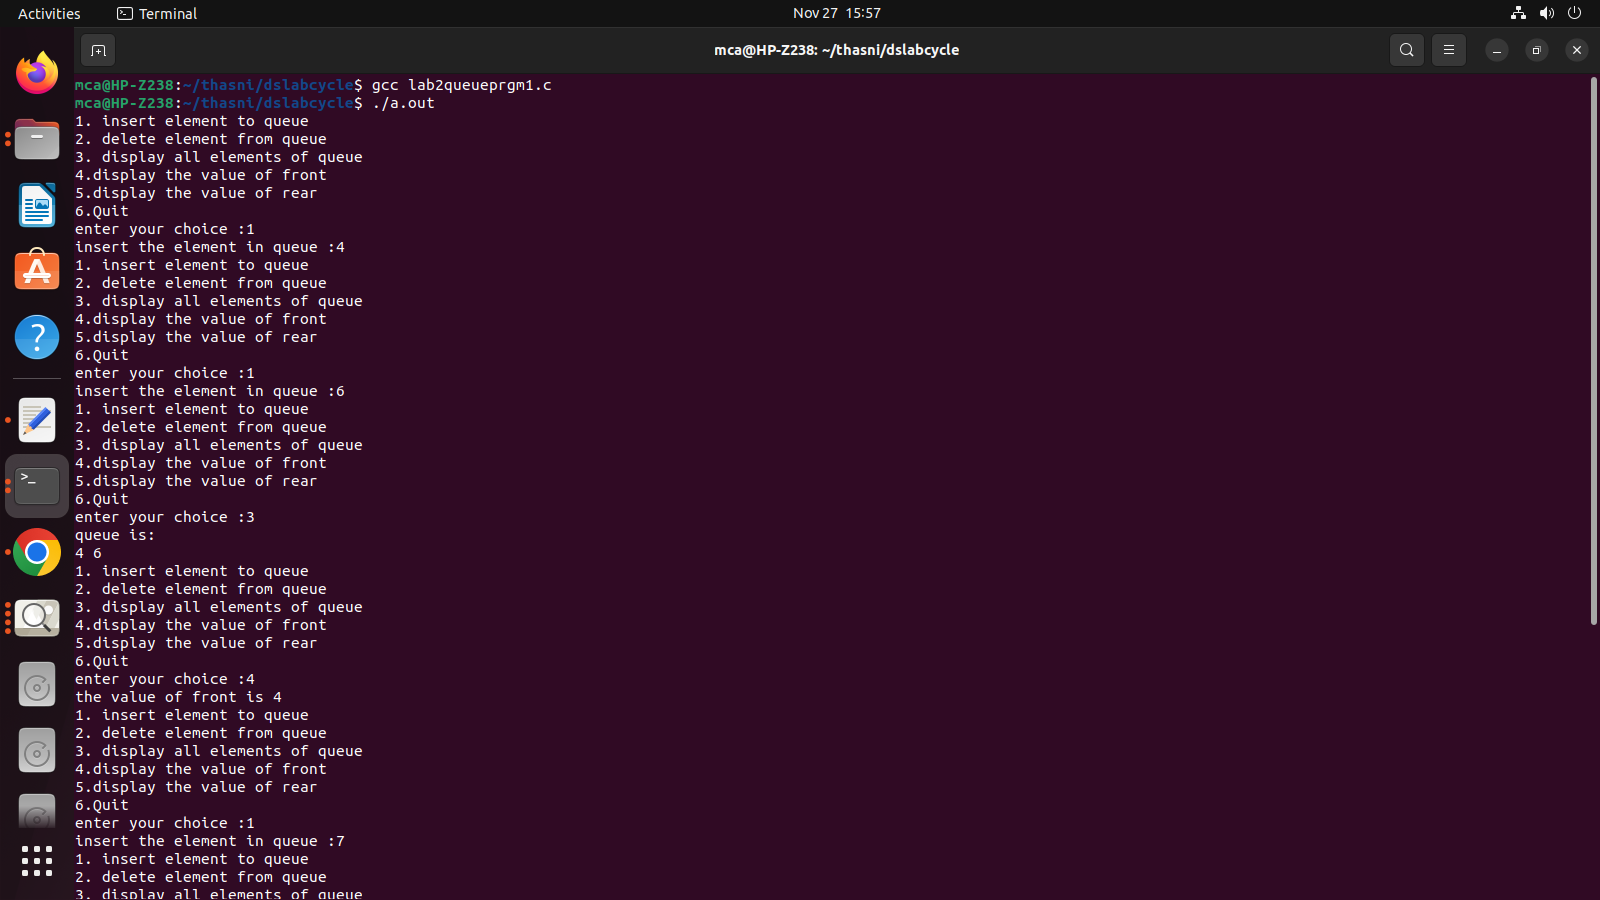 Activities
Terminal
Nov 27 15:57
mca@HP-Z238: ~/thasni/dslabcycle
mca@HP-Z238:~/thasni/dslabcycle$ gcc lab2queueprgm1.c
mca@HP-Z238:~/thasni/dslabcycle$ ./a.out
1. insert element to queue
2. delete element from queue
3. display all elements of queue
4.display the value of front
5.display the value of rear
6.Quit
enter your choice :1
insert the element in queue :4
1. insert element to queue
2. delete element from queue
3. display all elements of queue
4.display the value of front
5.display the value of rear
6.Quit
enter your choice :1
insert the element in queue :6
1. insert element to queue
2. delete element from queue
3. display all elements of queue
4.display the value of front
5.display the value of rear
6.Quit
enter your choice :3
queue is:
4 6
1. insert element to queue
2. delete element from queue
3. display all elements of queue
4.display the value of front
5.display the value of rear
6.Quit
enter your choice :4
the value of front is 4
1. insert element to queue
2. delete element from queue
3. display all elements of queue
4.display the value of front
5.display the value of rear
6.Quit
enter your choice :1
insert the element in queue :7
1. insert element to queue
2. delete element from queue
3. display all elements of queue